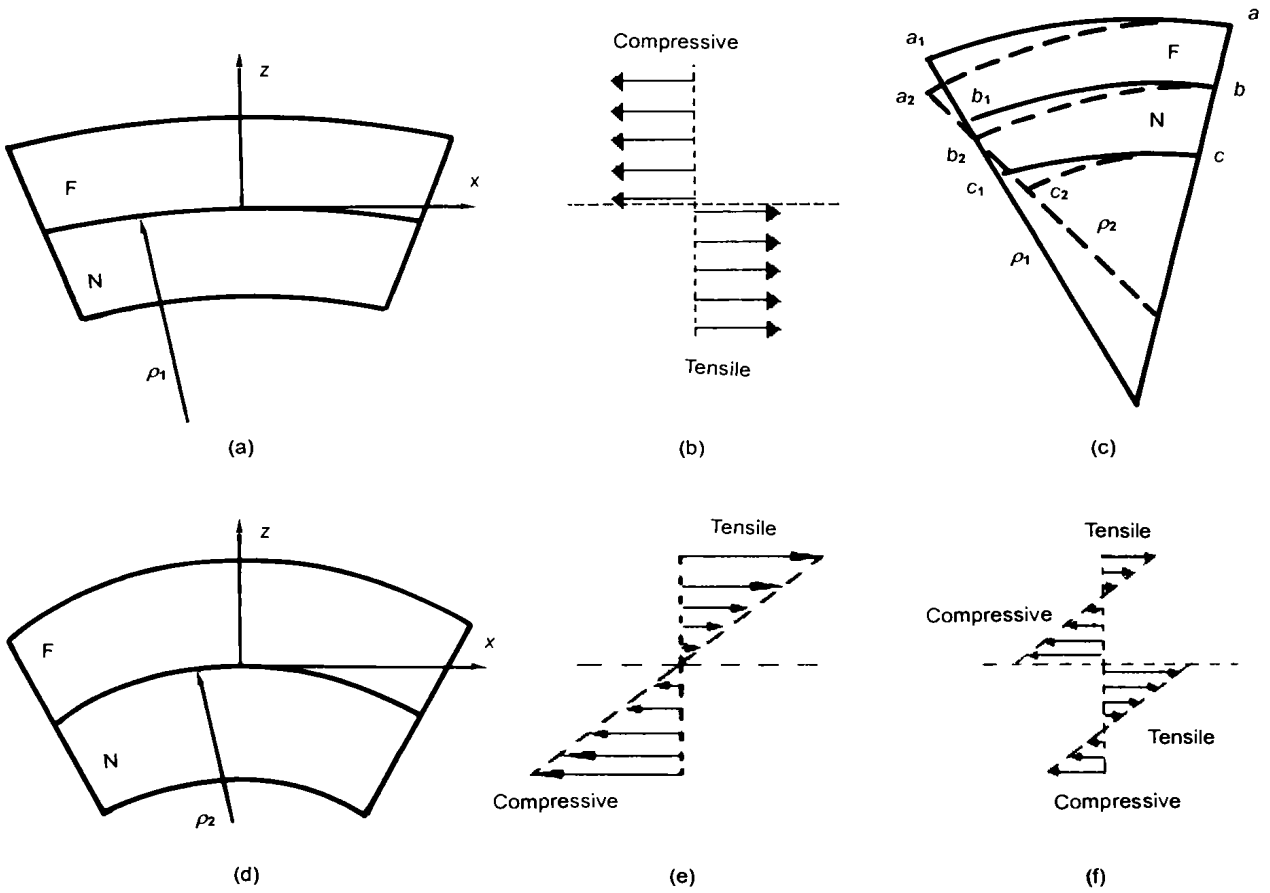 z
x
F
N
ρ1
(a)
Compressive
Tensile
(b)
a1
a
F
a2
b1
b
N
b2
c
c1
c2
ρ2
ρ1
(c)
z
x
F
N
ρ2
(d)
Tensile
Compressive
(e)
Tensile
Compressive
Tensile
Compressive
(f)